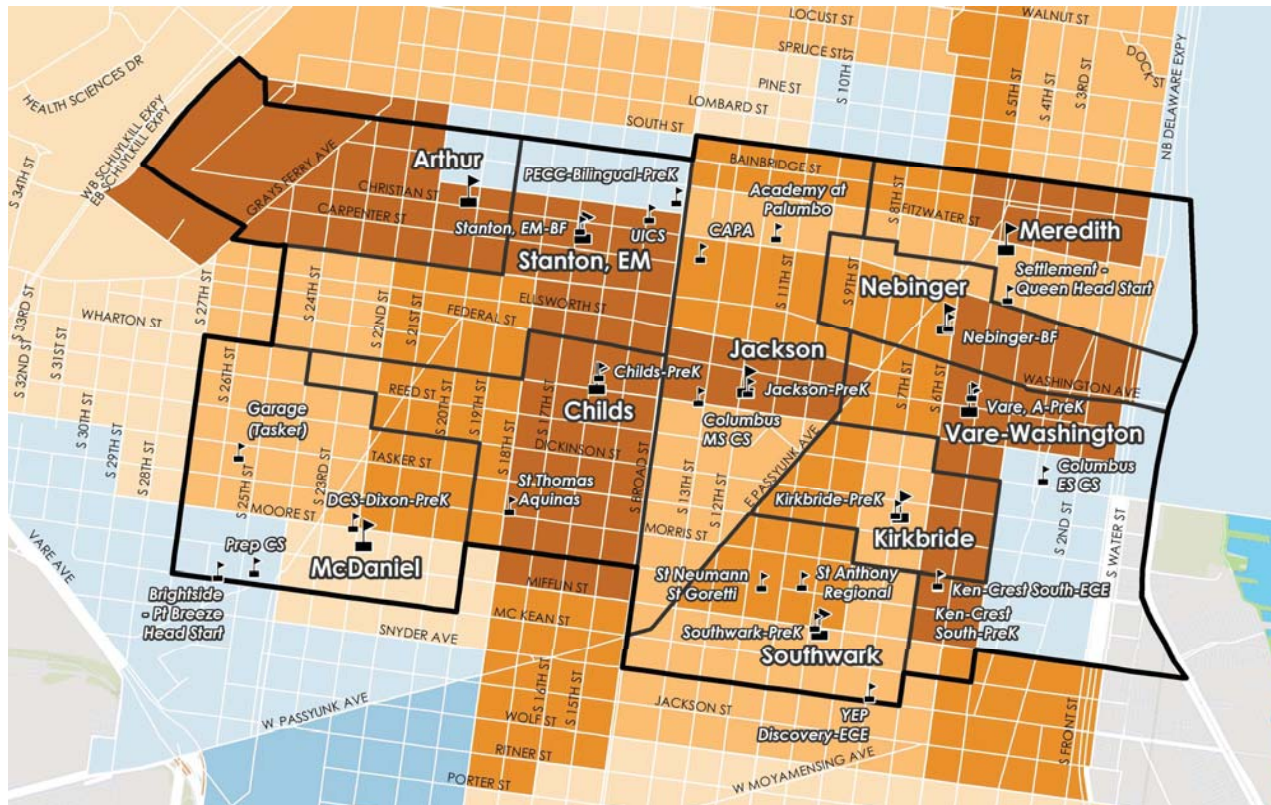 LOCUST ST
WALNUT ST
SPRUCE ST
S 10TH ST
PINE ST
LOMBARD ST
SOUTH ST
S 5TH ST
S 4TH ST
S 3RD ST
DOCK ST
NB DELAWARE EXPY
HEALTH SCIENCES DR
WB SCHUYLKILL EXPY
EB SCHUYLKILL EXPY
S 34TH ST
GRAYS FERRY AVE
Arthur
CHRISTIAN ST
CARPENTER ST
PECC-Bilingual-PreK
Stanton, EM-BF
UICS
Stanton, EM
BAINBRIDGE ST
Academy at
Palumbo
CAPA
S 11TH ST
S 8TH ST
FITZWATER ST
Meredith
Settlement -
Queen Head Start
S 9TH ST
Nebinger
Nebinger-BF
S 33RD ST
S 32ND ST
S 31ST ST
WHARTON ST
S 27TH ST
S 24TH ST
S 22ND ST
S 21ST ST
FEDERAL ST
ELLSWORTH ST
S 26TH ST
REED ST
S 20TH ST
S 19TH ST
S 17TH ST
Childs-PreK
Childs
Jackson
Jackson-PreK
Columbus
MS CS
S 7TH ST
S 6TH ST
WASHINGTON AVE
Vare, A-PreK
Vare-Washington
Columbus
ES CS
S 30TH ST
S 29TH ST
S 28TH ST
Garage
(Tasker)
S 25TH ST
S 23RD ST
TASKER ST
S 18TH ST
DICKINSON ST
S BROAD ST
S 13TH ST
S 12TH ST
E PASSYUNK AVE
DCS-Dixon-PreK
St.Thomas
Aquinas
MOORE ST
MORRIS ST
Kirkbride-PreK
Kirkbride
S 2ND ST
S WATER ST
VARE AVE
Prep CS
McDaniel
Brightside
- Pt Breeze
Head Start
MIFFLIN ST
MC KEAN ST
SNYDER AVE
St Neumann
St Goretti
St Anthony
Regional
Ken-Crest South-ECE
Ken-Crest
South-PreK
Southwark-PreK
Southwark
W PASSYUNK AVE
S 16TH ST
S 15TH ST
JACKSON ST
YEP
Discovery-ECE
WOLF ST
RITNER ST
PORTER ST
W MOYAMENSING AVE
S FRONT ST